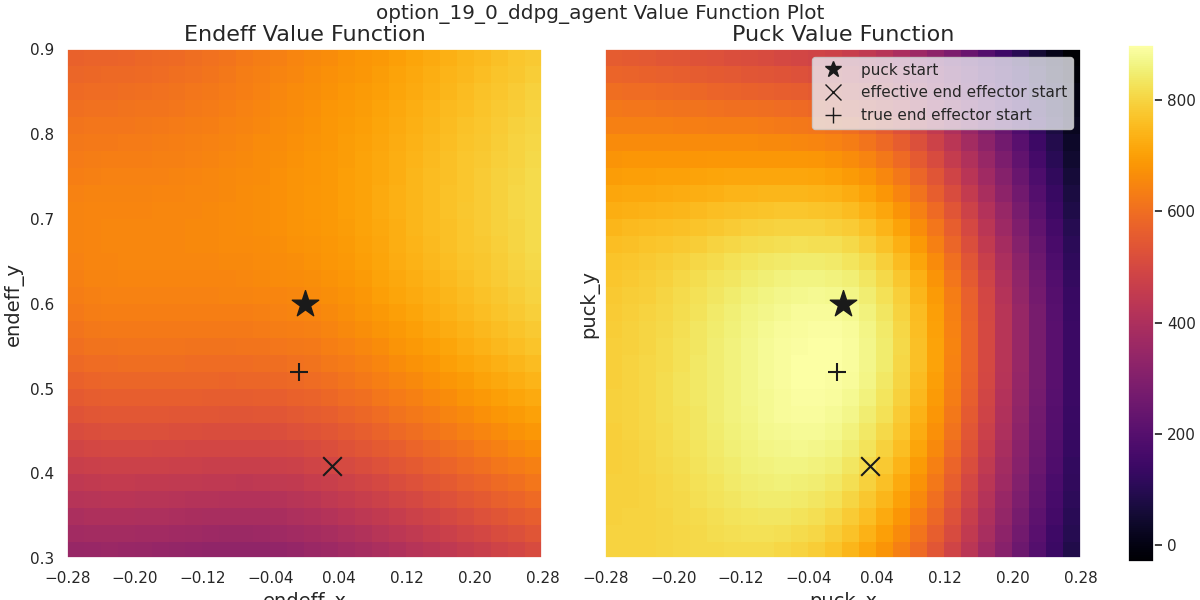 option_19_0_ddpg_agent Value Function Plot
Endeff Value Function
Puck Value Function
puck start
effective end effector start
true end effector start
endeff_y
0.9
0.8
0.7
0.6
0.5
0.4
0.3
−0.28 −0.20 −0.12 −0.04 0.04 0.12 0.20 0.28
endeff_x
puck_y
−0.28 −0.20 −0.12 −0.04 0.04 0.12 0.20 0.28
puck_x
800
600
400
200
0